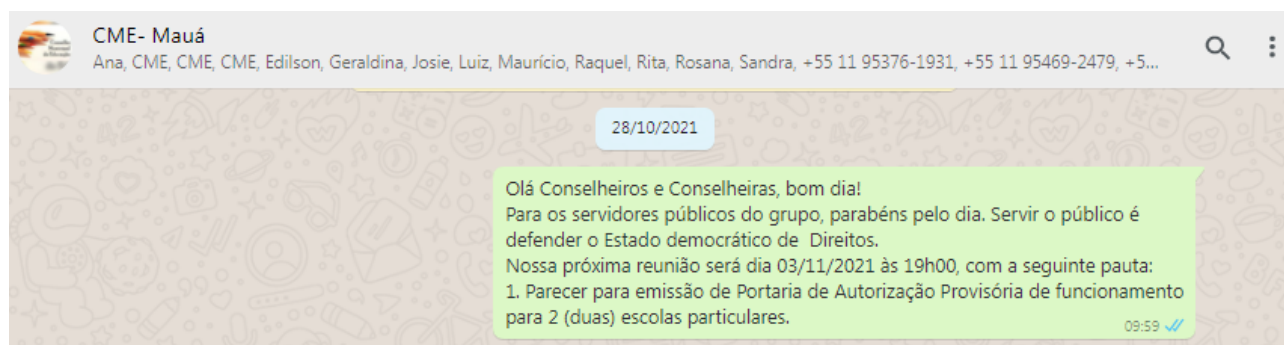 CME- Mauá
Ana, CME, CME, CME, Edilson, Geraldina, Josie, Luiz, Maurício, Raquel, Rita, Rosana, Sandra, +55 11 95376-1931, +55 11 95469-2479, +5...
28/10/2021
Olá Conselheiros e Conselheiras, bom dia!
Para os servidores públicos do grupo, parabéns pelo dia. Servir o público é
defender o Estado democrático de Direitos.
Nossa próxima reunião será dia 03/11/2021 às 19h00, com a seguinte pauta:
1. Parecer para emissão de Portaria de Autorização Provisória de funcionamento
para 2 (duas) escolas particulares.
09:59